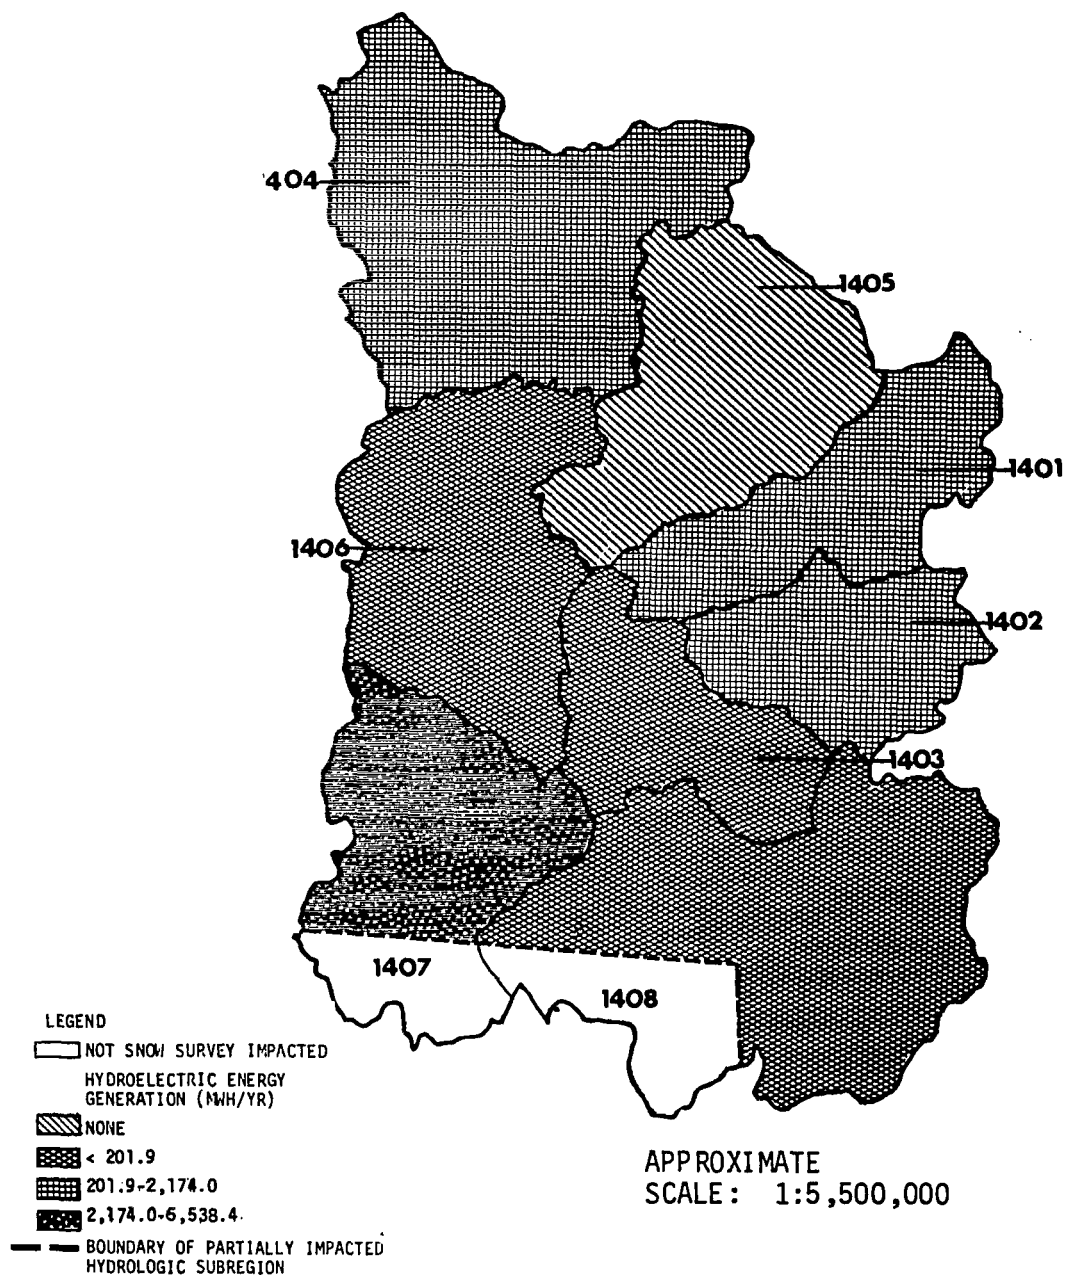 '404
1405
1401
1406
1402
1403
1407
1408
LEGEND
NOT SNOW SURVEY IMPACTED
HYDROELECTRIC ENERGY
GENERATION (MWH/YR)
NONE
< 201.9
201.9-2,174.0
2,174.0-6,538.4
BOUNDARY OF PARTIALLY IMPACTED
HYDROLOGIC SUBREGION
APPROXIMATE
SCALE: 1:5,500,000